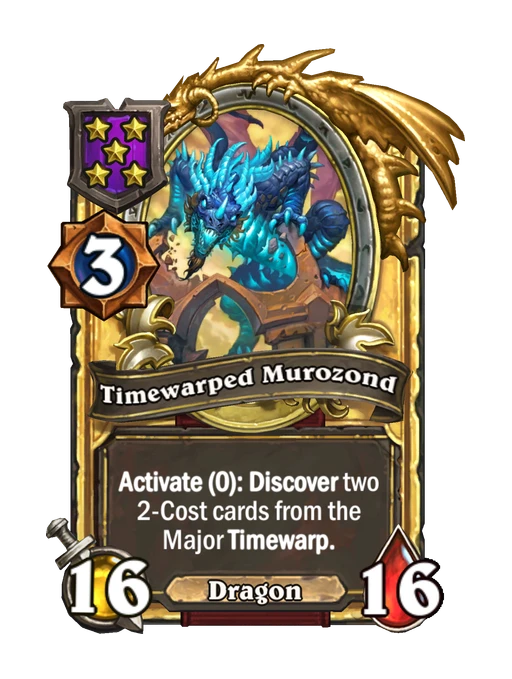 3
Timewarped Murozond
Activate (0): Discover two
2-Cost cards from the
Major Timewarp.
16
Dragon
16